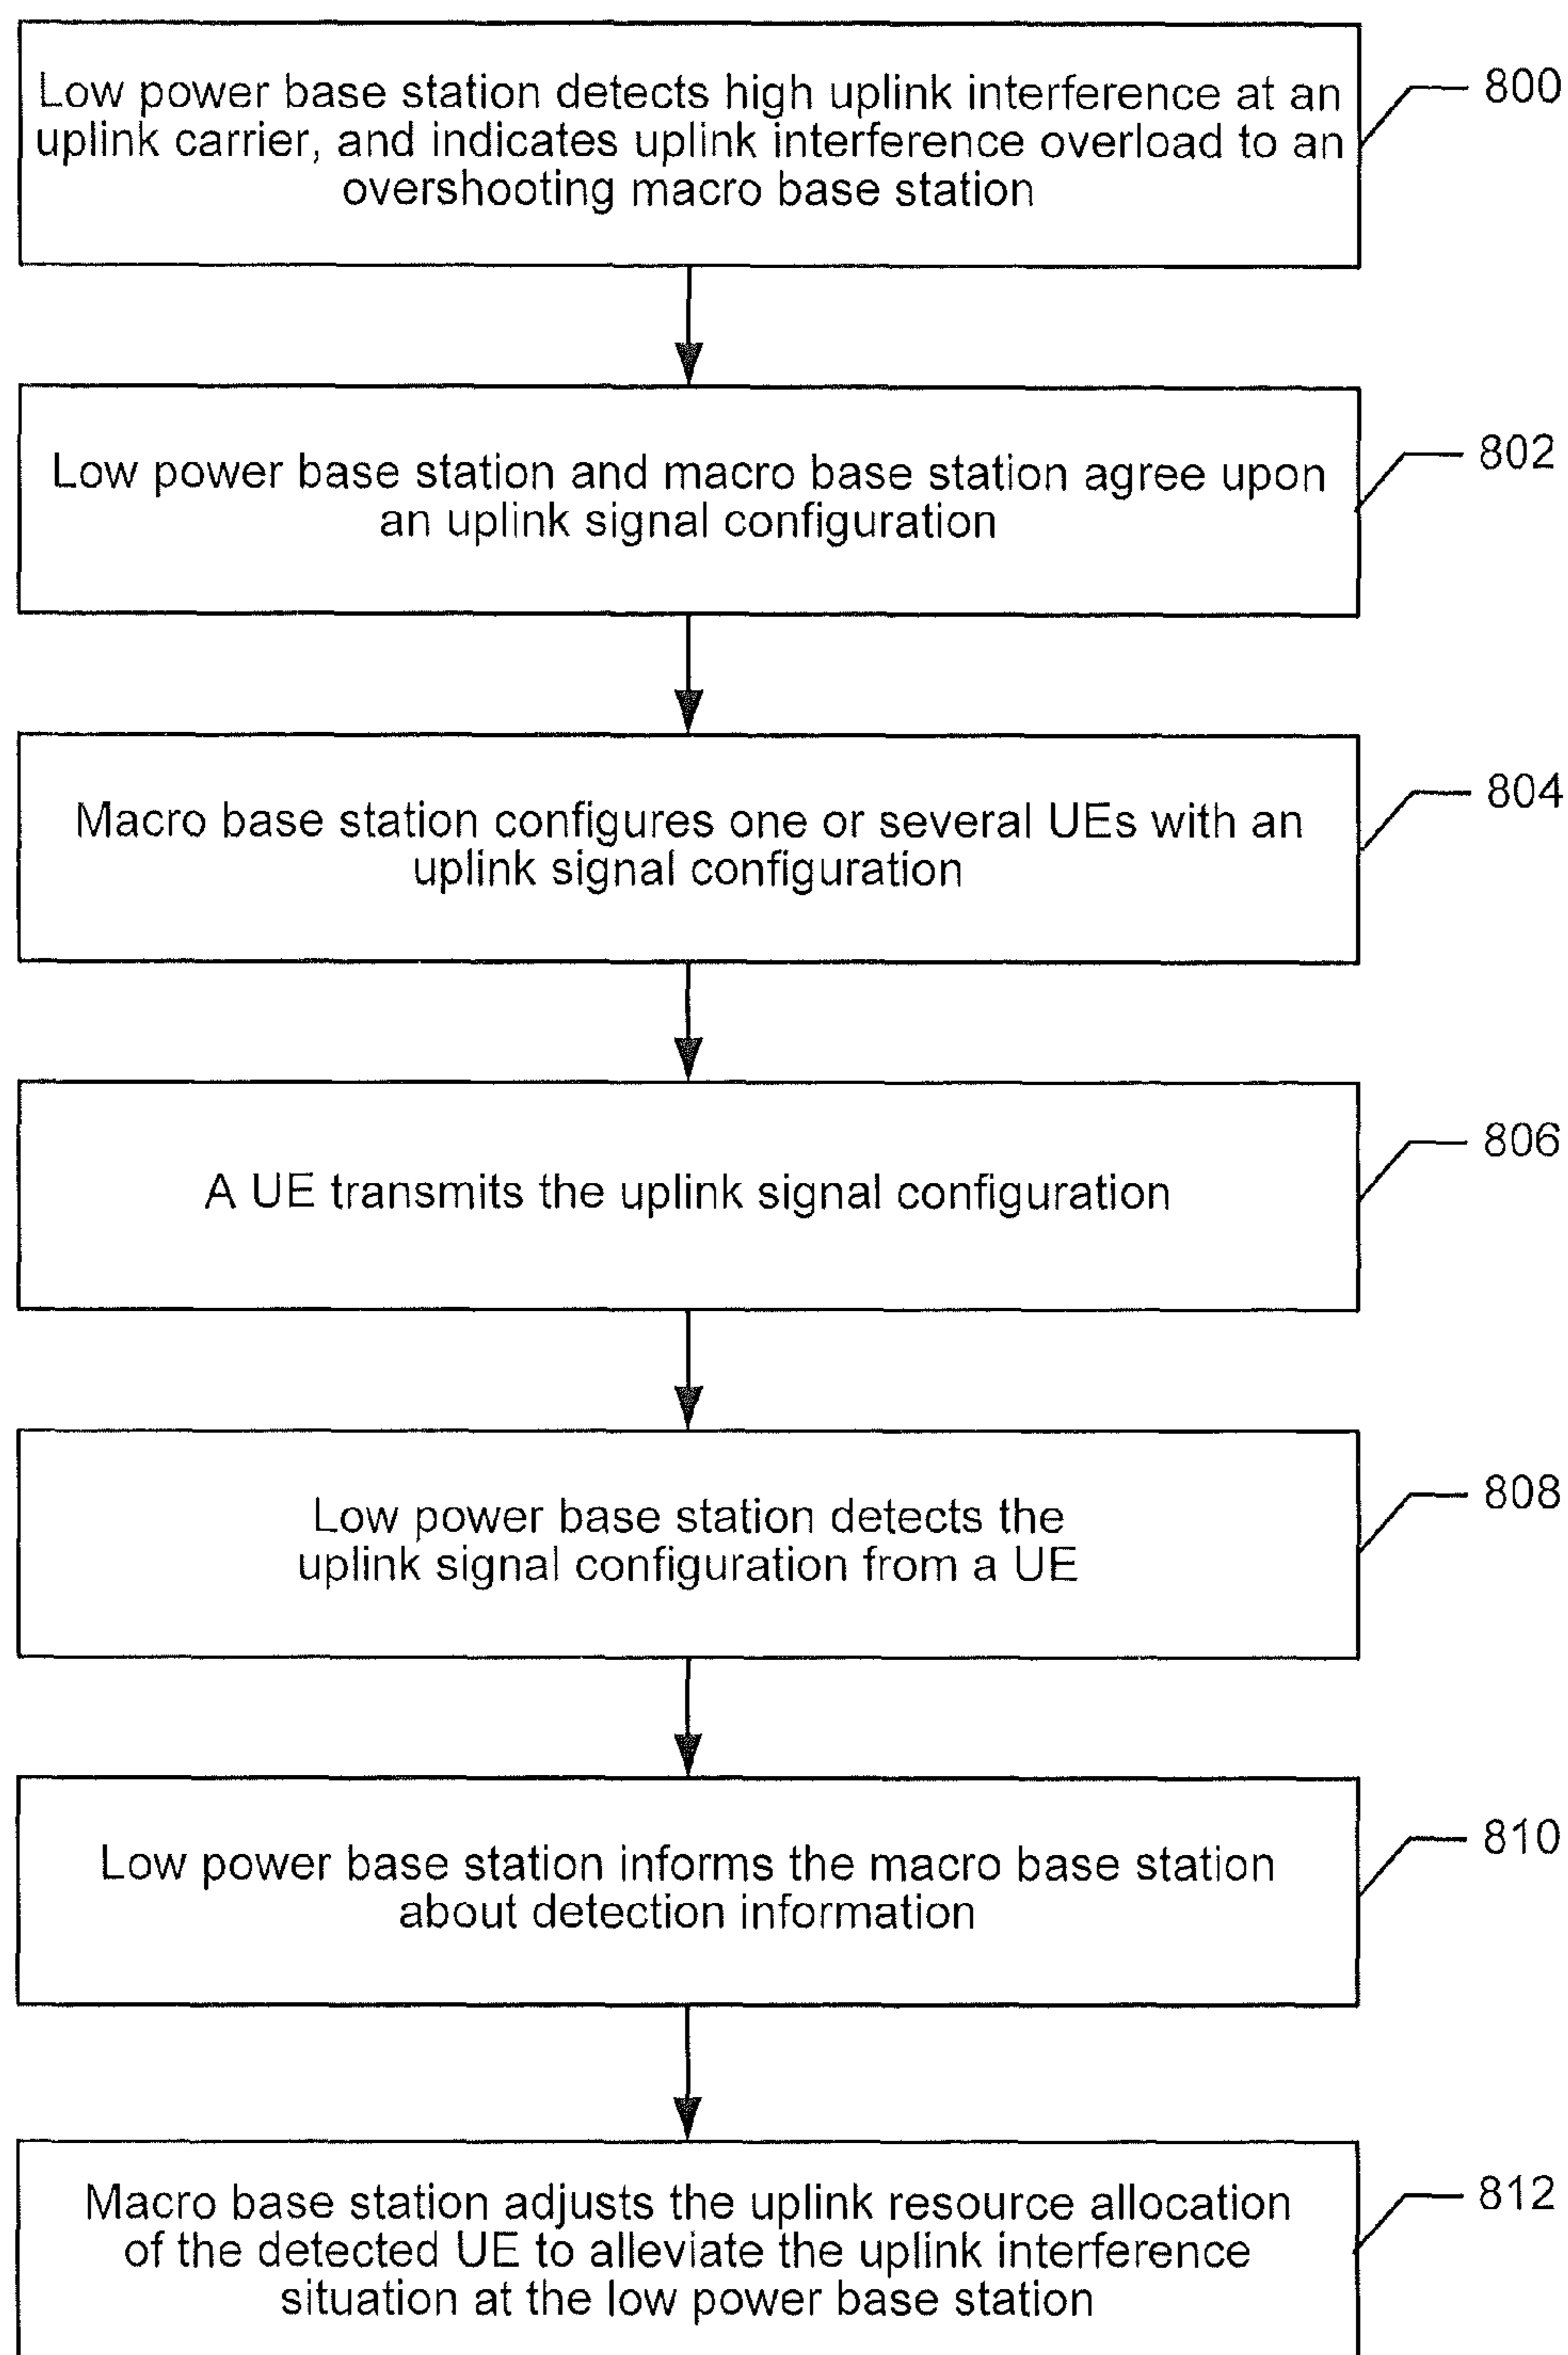 Low power base station detects high uplink interference at an
uplink carrier, and indicates uplink interference overload to an
overshooting macro base station
800
Low power base station and macro base station agree upon
an uplink signal configuration
802
Macro base station configures one or several UEs with an
uplink signal configuration
804
A UE transmits the uplink signal configuration
806
Low power base station detects the
uplink signal configuration from a UE
808
Low power base station informs the macro base station
about detection information
810
Macro base station adjusts the uplink resource allocation
of the detected UE to alleviate the uplink interference
situation at the low power base station
812